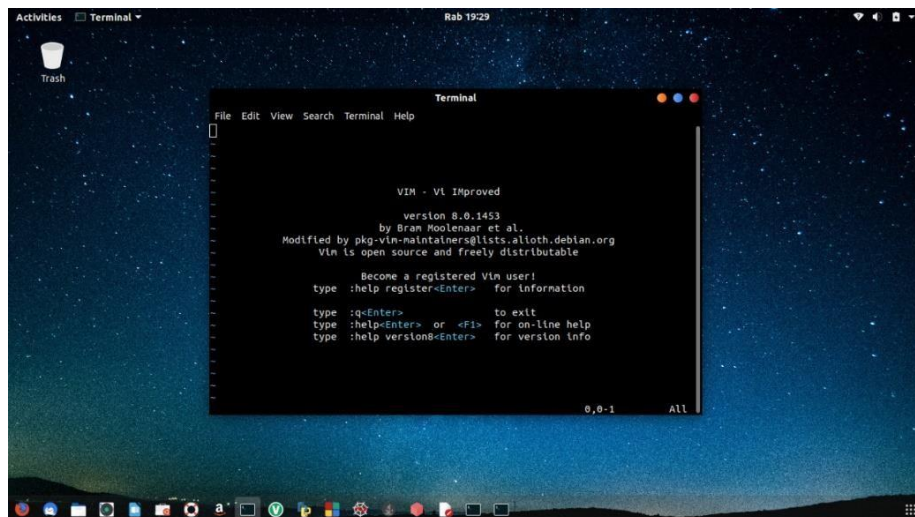 Activities Terminal Rab 19:29
Trash
Terminal
File Edit View Search Terminal Help
VIM - Vi IMproved
version 8.0.1453
by Bram Moolenaar et al.
Modified by pkg-vim-maintainers@lists.alioth.debian.org
Vim is open source and freely distributable
Become a registered Vim user!
type :help register<Enter> for information
type :q<Enter> to exit
type :help<Enter> or <F1> for on-line help
type :help version8<Enter> for version info
0,0-1 All